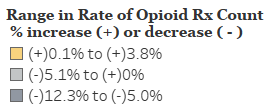 Range in Rate of Opioid Rx Count
% increase (+) or decrease ( - )
(+)0.1% to (+)3.8%
(-)5.1% to (+)0%
(-)12.3% to (-)5.0%